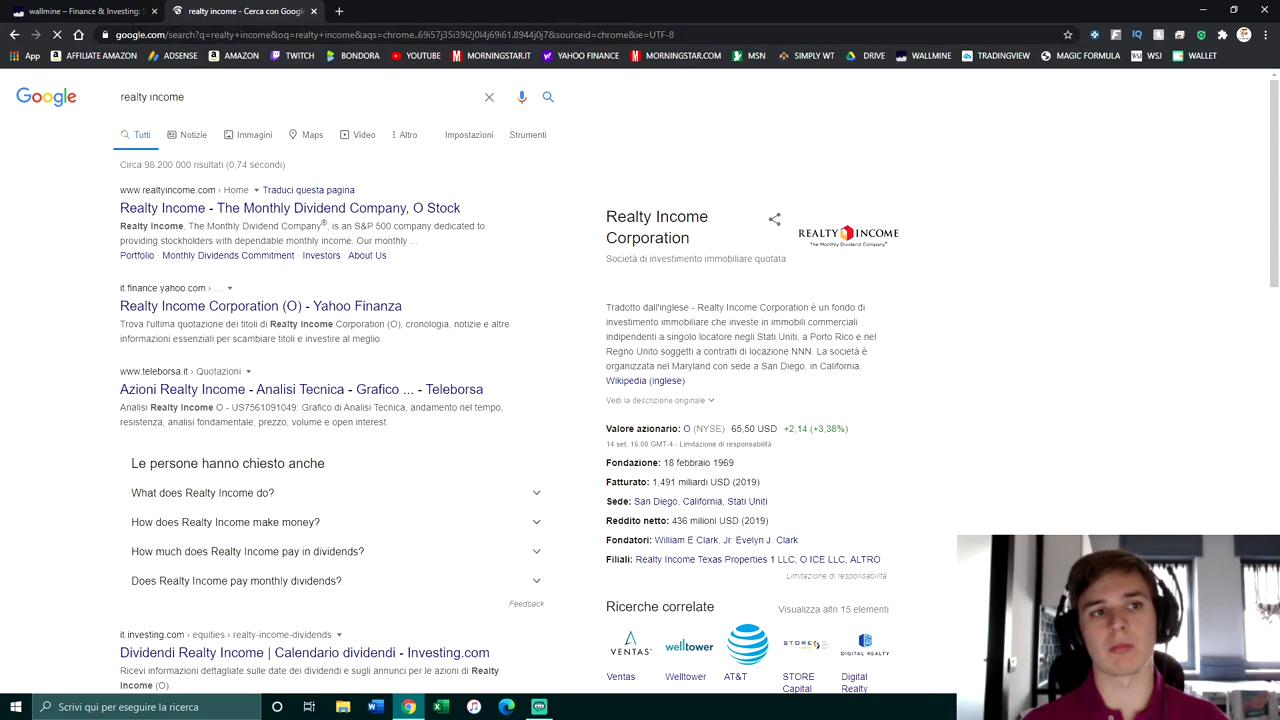 wallmine - Finance & Investing
realty income - Cerca con Google
google.com/search?q=realty+income&oq=realty+income&aqs=chrome..69i57j35i39l2j0l4j69i61.8944j0j7&sourceid=chrome&ie=UTF-8
App AMAZON ADSENSE AMAZON TWITCH BONDORA YOUTUBE MORNINGSTAR.IT YAHOO FINANCE MORNINGSTAR.COM MSN SIMPLY WT DRIVE WALLMINE TRADINGVIEW MAGIC FORMULA WSJ WALLET
Google
realty income
Tutti Notizie Immagini Maps Video Altro Impostazioni Strumenti
Circa 98.200.000 risultati (0,74 secondi)
www.realtyincome.com › Home Traduci questa pagina
Realty Income - The Monthly Dividend Company, O Stock
Realty Income, The Monthly Dividend Company®, is an S&P 500 company dedicated to
providing stockholders with dependable monthly income. Our monthly ...
Portfolio · Monthly Dividends Commitment · Investors · About Us
it.finance.yahoo.com › ...
Realty Income Corporation (O) - Yahoo Finanza
Trova l'ultima quotazione dei titoli di Realty Income Corporation (O), cronologia, notizie e altre
informazioni essenziali per scambiare titoli e investire al meglio.
www.teleborsa.it › Quotazioni
Azioni Realty Income - Analisi Tecnica - Grafico ... - Teleborsa
Analisi Realty Income O - US7561091049: Grafico di Analisi Tecnica, andamento nel tempo,
resistenza, analisi fondamentale, prezzo, volume e open interest.
Le persone hanno chiesto anche
What does Realty Income do?
How does Realty Income make money?
How much does Realty Income pay in dividends?
Does Realty Income pay monthly dividends?
Feedback
it.investing.com › equities › realty-income-dividends
Dividendi Realty Income | Calendario dividendi - Investing.com
Ricevi informazioni dettagliate sulle date dei dividendi e sugli annunci per le azioni di Realty
Income (O).
Realty Income
Corporation
Società di investimento immobiliare quotata
REALTY INCOME
The Monthly Dividend Company®
Tradotto dall'inglese - Realty Income Corporation è un fondo di
investimento immobiliare che investe in immobili commerciali
indipendenti a singolo locatore negli Stati Uniti, a Porto Rico e nel
Regno Unito soggetti a contratti di locazione NNN. La società è
organizzata nel Maryland con sede a San Diego, in California.
Wikipedia (inglese)
Vedi la descrizione originale
Valore azionario: O (NYSE) 65,50 USD +2,14 (+3,38%)
14 set, 16:00 GMT-4 - Limitazione di responsabilità
Fondazione: 18 febbraio 1969
Fatturato: 1,491 miliardi USD (2019)
Sede: San Diego, California, Stati Uniti
Reddito netto: 436 milioni USD (2019)
Fondatori: William E Clark, Jr. Evelyn J. Clark
Filiali: Realty Income Texas Properties 1 LLC, O ICE LLC, ALTRO
Limitazione di responsabilità
Ricerche correlate
Visualizza altri 15 elementi
VENTAS
welltower
STORE
DIGITAL REALTY
Ventas Welltower AT&T STORE Capital Digital Realty
Scrivi qui per eseguire la ricerca